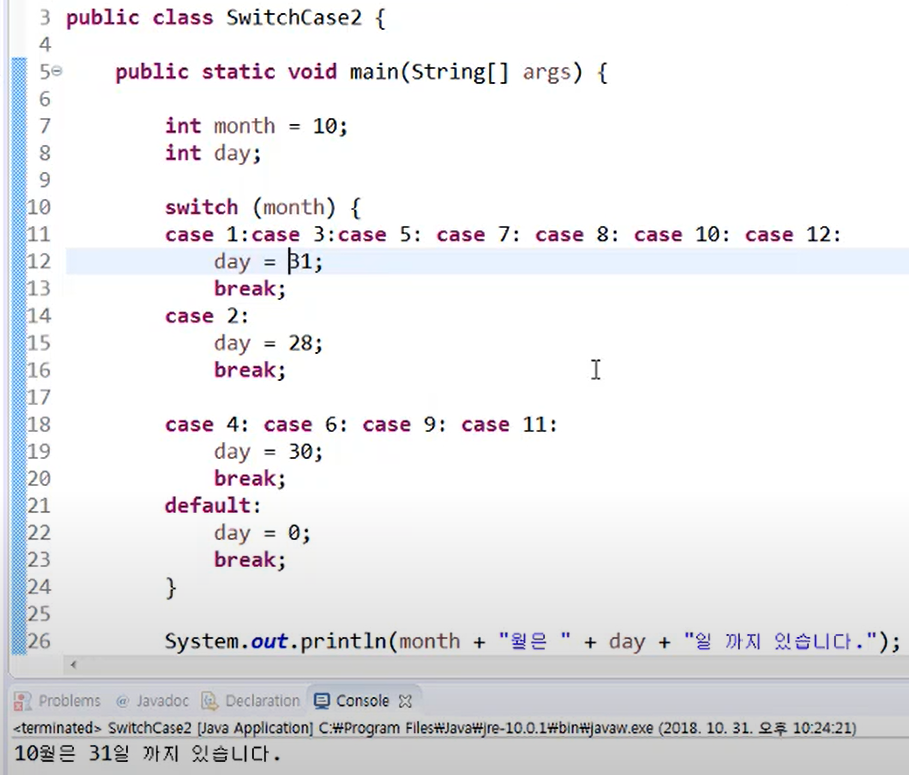 3 public class SwitchCase2 {
4
5 public static void main(String[] args) {
6
7 int month = 10;
8 int day;
9
10 switch (month) {
11 case 1:case 3:case 5: case 7: case 8: case 10: case 12:
12 day = 31;
13 break;
14 case 2:
15 day = 28;
16 break;
17
18 case 4: case 6: case 9: case 11:
19 day = 30;
20 break;
21 default:
22 day = 0;
23 break;
24 }
25
26 System.out.println(month + "월은 " + day + "일 까지 있습니다.");
Problems @ Javadoc Declaration Console
<terminated> SwitchCase2 [Java Application] C:₩Program Files₩Java₩jre-10.0.1₩bin₩javaw.exe (2018. 10. 31. 오후 10:24:21)
10월은 31일 까지 있습니다.